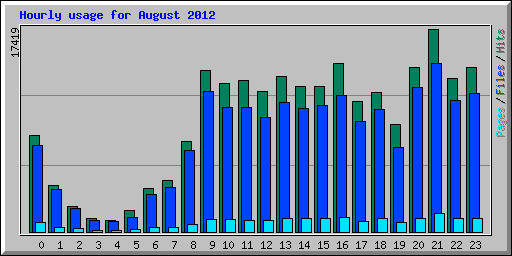 Hourly usage for August 2012
17419
Pages/Files/Hits
0 1 2 3 4 5 6 7 8 9 10 11 12 13 14 15 16 17 18 19 20 21 22 23